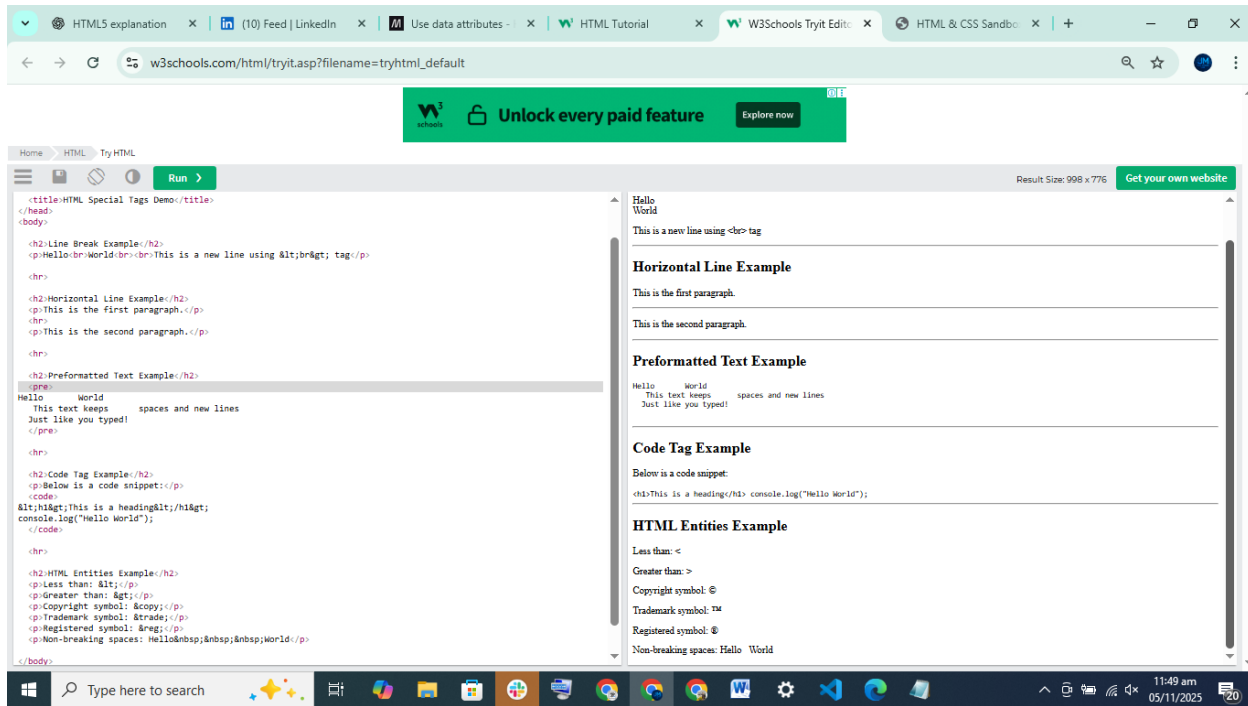 HTML5 explanation
(10) Feed | LinkedIn
Use data attributes -
HTML Tutorial
W3Schools Tryit Edito
HTML & CSS Sandbo
w3schools.com/html/tryit.asp?filename=tryhtml_default
JM
W3 schools
Unlock every paid feature
Explore now
Home
HTML
Try HTML
Run ❯
Result Size: 998 x 776
Get your own website
<title>HTML Special Tags Demo</title>
</head>
<body>
<h2>Line Break Example</h2>
<p>Hello<br>World<br><br>This is a new line using &lt;br&gt; tag</p>
<hr>
<h2>Horizontal Line Example</h2>
<p>This is the first paragraph.</p>
<hr>
<p>This is the second paragraph.</p>
<hr>
<h2>Preformatted Text Example</h2>
<pre>
Hello      World
   This text keeps      spaces and new lines
  Just like you typed!
</pre>
<hr>
<h2>Code Tag Example</h2>
<p>Below is a code snippet:</p>
<code>
&lt;h1&gt;This is a heading&lt;/h1&gt;
console.log("Hello World");
</code>
<hr>
<h2>HTML Entities Example</h2>
<p>Less than: &lt;</p>
<p>Greater than: &gt;</p>
<p>Copyright symbol: &copy;</p>
<p>Trademark symbol: &trade;</p>
<p>Registered symbol: &reg;</p>
<p>Non-breaking spaces: Hello&nbsp;&nbsp;&nbsp;World</p>
</body>
Hello
World
This is a new line using <br> tag
Horizontal Line Example
This is the first paragraph.
This is the second paragraph.
Preformatted Text Example
Hello      World
   This text keeps      spaces and new lines
  Just like you typed!
Code Tag Example
Below is a code snippet:
<h1>This is a heading</h1> console.log("Hello World");
HTML Entities Example
Less than: <
Greater than: >
Copyright symbol: ©
Trademark symbol: ™
Registered symbol: ®
Non-breaking spaces: Hello   World
Type here to search
11:49 am
05/11/2025
20